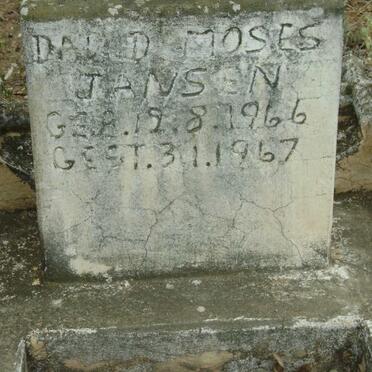 DAVID MOSES
JANSEN
GEB.19.8.1966
GEST.3.1.1967